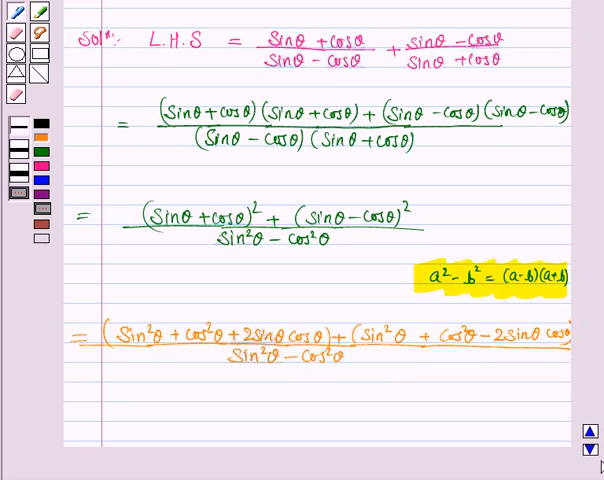 Solⁿ:- L.H.S = (sinθ + cosθ)/(sinθ - cosθ) + (sinθ - cosθ)/(sinθ + cosθ)
= ((sinθ + cosθ)(sinθ + cosθ) + (sinθ - cosθ)(sinθ - cosθ))/((sinθ - cosθ)(sinθ + cosθ))
= ((sinθ + cosθ)² + (sinθ - cosθ)²)/(sin²θ - cos²θ)
a² - b² = (a-b)(a+b)
= ((sin²θ + cos²θ + 2sinθ cosθ) + (sin²θ + cos²θ - 2sinθ cosθ)/(sin²θ - cos²θ)